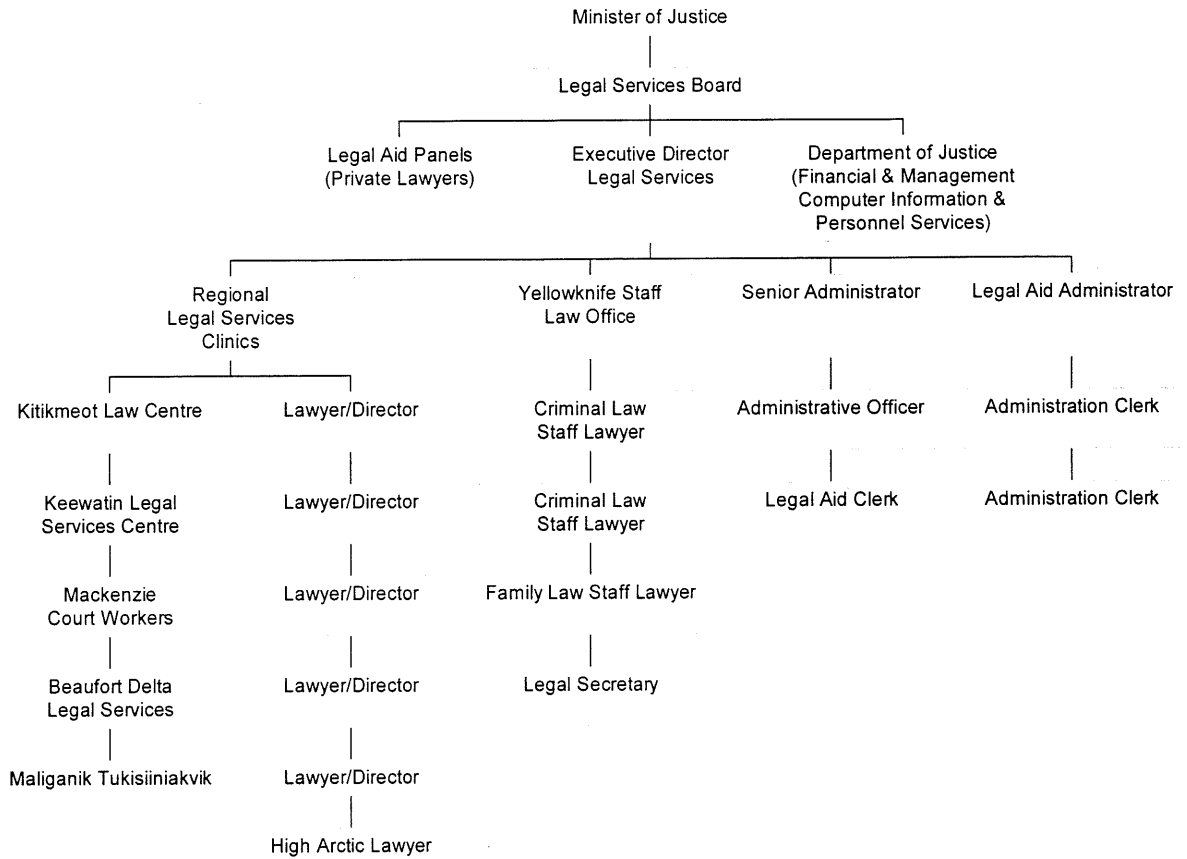 Minister of Justice
Legal Services Board
Legal Aid Panels
(Private Lawyers)
Executive Director
Legal Services
Department of Justice
(Financial & Management
Computer Information &
Personnel Services)
Regional
Legal Services
Clinics
Yellowknife Staff
Law Office
Senior Administrator
Legal Aid Administrator
Kitikmeot Law Centre
Lawyer/Director
Criminal Law
Staff Lawyer
Administrative Officer
Administration Clerk
Keewatin Legal
Services Centre
Lawyer/Director
Criminal Law
Staff Lawyer
Legal Aid Clerk
Administration Clerk
Mackenzie
Court Workers
Lawyer/Director
Family Law Staff Lawyer
Beaufort Delta
Legal Services
Lawyer/Director
Legal Secretary
Maliganik Tukisiiniakvik
Lawyer/Director
High Arctic Lawyer